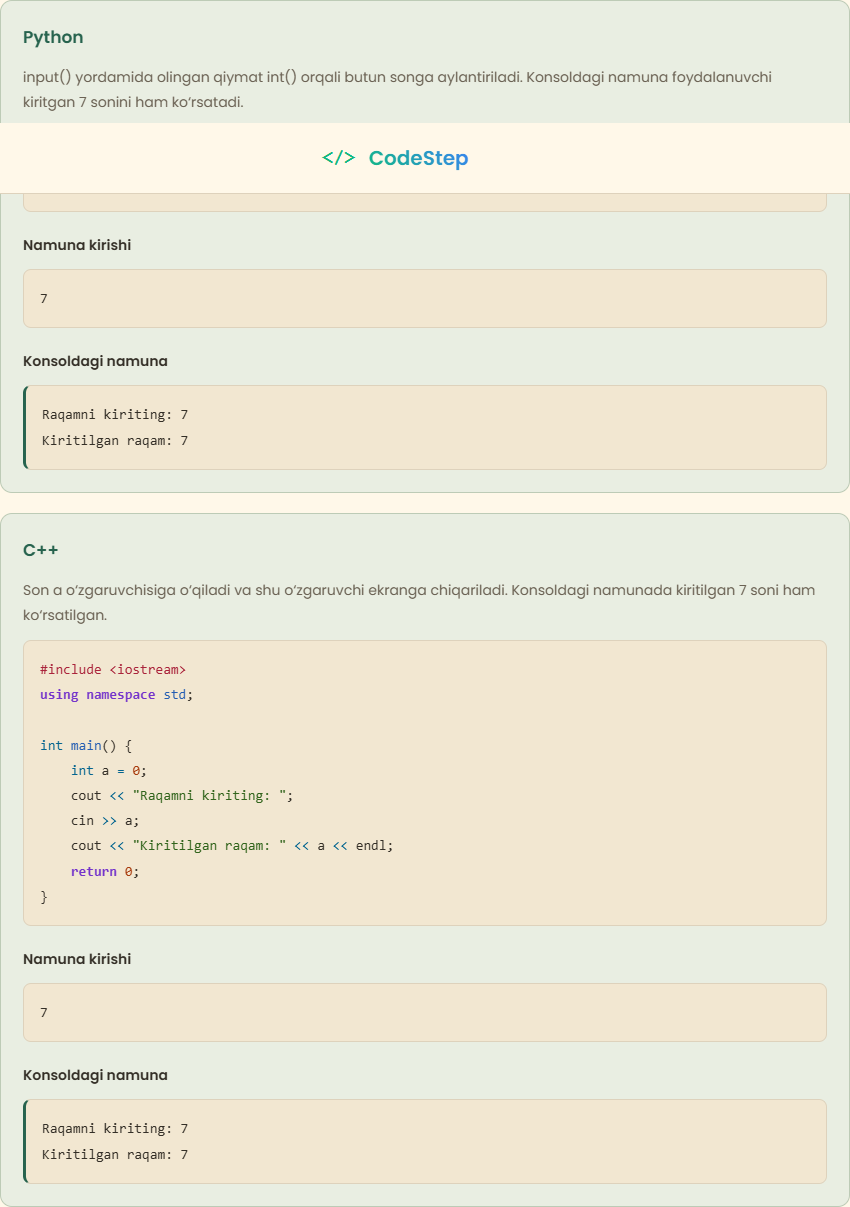 Python
input() yordamida olingan qiymat int() orqali butun songa aylantiriladi. Konsoldagi namuna foydalanuvchi
kiritgan 7 sonini ham ko‘rsatadi.
</> CodeStep
Namuna kirishi
7
Konsoldagi namuna
Raqamni kiriting: 7
Kiritilgan raqam: 7
C++
Son a o‘zgaruvchisiga o‘qiladi va shu o‘zgaruvchi ekranga chiqariladi. Konsoldagi namunada kiritilgan 7 soni ham
ko‘rsatilgan.
#include <iostream>
using namespace std;

int main() {
    int a = 0;
    cout << "Raqamni kiriting: ";
    cin >> a;
    cout << "Kiritilgan raqam: " << a << endl;
    return 0;
}
Namuna kirishi
7
Konsoldagi namuna
Raqamni kiriting: 7
Kiritilgan raqam: 7